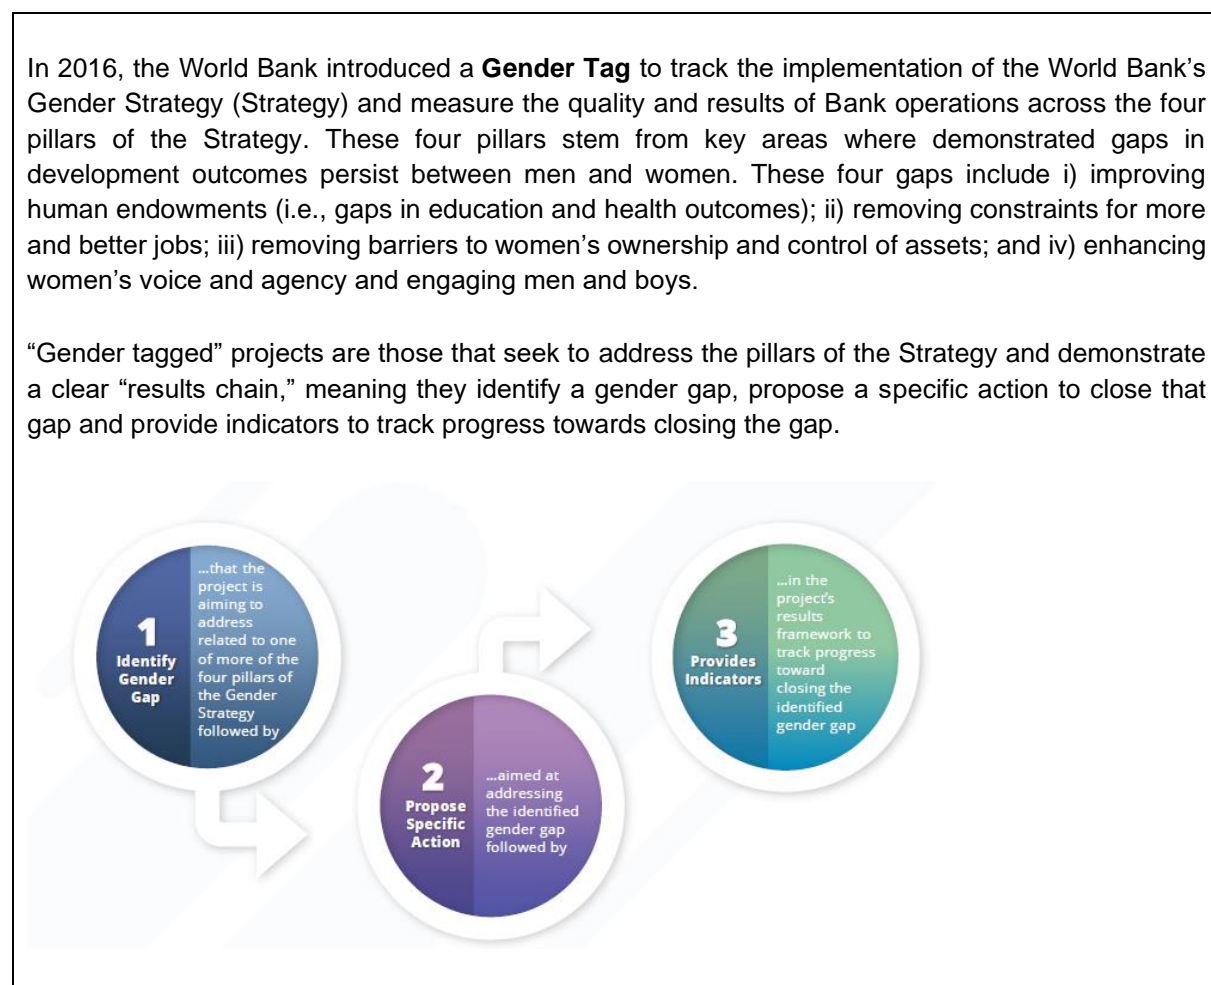 In 2016, the World Bank introduced a Gender Tag to track the implementation of the World Bank’s
Gender Strategy (Strategy) and measure the quality and results of Bank operations across the four
pillars of the Strategy. These four pillars stem from key areas where demonstrated gaps in
development outcomes persist between men and women. These four gaps include i) improving
human endowments (i.e., gaps in education and health outcomes); ii) removing constraints for more
and better jobs; iii) removing barriers to women’s ownership and control of assets; and iv) enhancing
women’s voice and agency and engaging men and boys.
“Gender tagged” projects are those that seek to address the pillars of the Strategy and demonstrate
a clear “results chain,” meaning they identify a gender gap, propose a specific action to close that
gap and provide indicators to track progress towards closing the gap.
1
Identify
Gender
Gap
...that the
project is
aiming to
address
related to one
of more of the
four pillars of
the Gender
Strategy
followed by
2
Propose
Specific
Action
...aimed at
addressing
the identified
gender gap
followed by
3
Provides
Indicators
...in the
project’s
results
framework to
track progress
toward
closing the
identified
gender gap